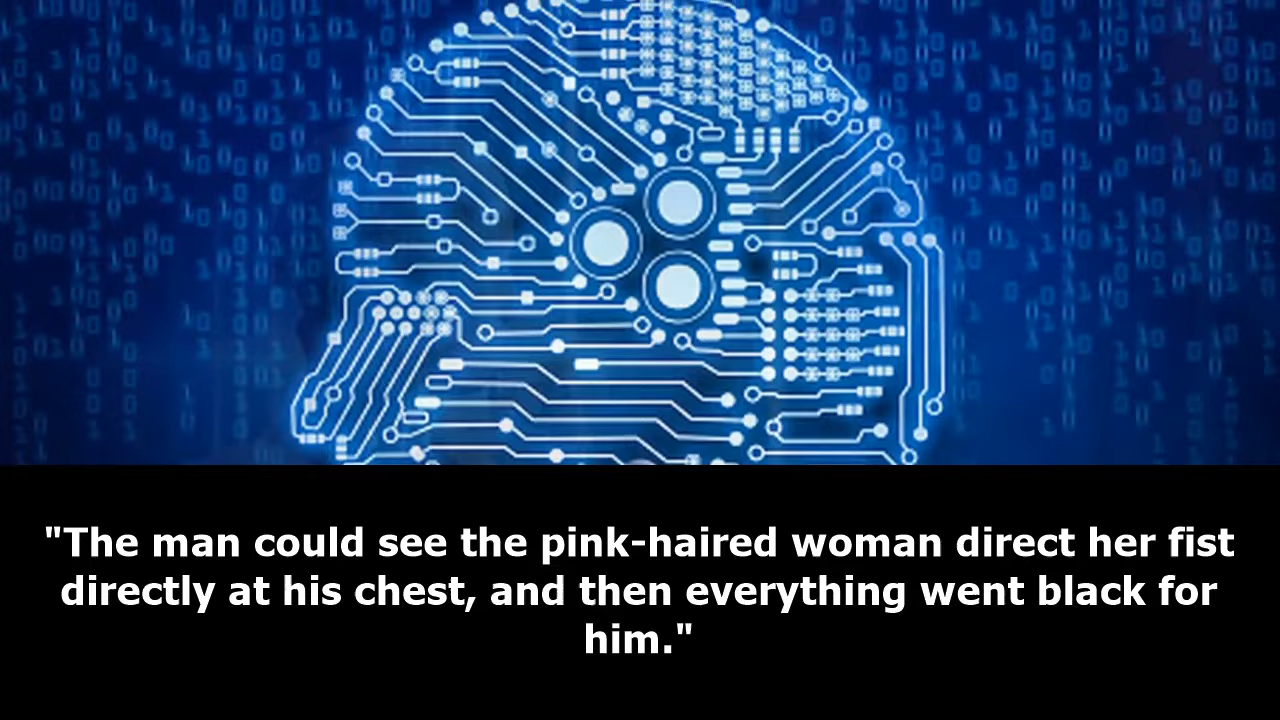 "The man could see the pink-haired woman direct her fist
directly at his chest, and then everything went black for
him."